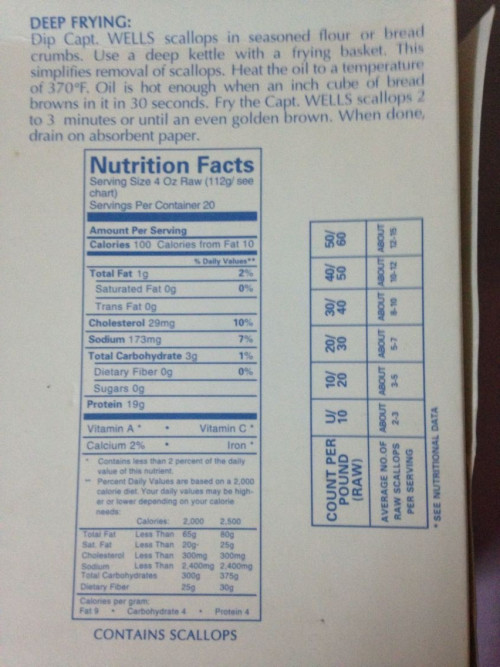 DEEP FRYING:
Dip Capt. WELLS scallops in seasoned flour or bread
crumbs. Use a deep kettle with a frying basket. This
simplifies removal of scallops. Heat the oil to a temperature
of 370°F. Oil is hot enough when an inch cube of bread
browns in it in 30 seconds. Fry the Capt. WELLS scallops 2
to 3 minutes or until an even golden brown. When done,
drain on absorbent paper.
Nutrition Facts
Serving Size 4 Oz Raw (112g/ see
chart)
Servings Per Container 20
Amount Per Serving
Calories 100 Calories from Fat 10
% Daily Values**
Total Fat 1g 2%
Saturated Fat 0g 0%
Trans Fat 0g
Cholesterol 29mg 10%
Sodium 173mg 7%
Total Carbohydrate 3g 1%
Dietary Fiber 0g 0%
Sugars 0g
Protein 19g
Vitamin A * • Vitamin C *
Calcium 2% • Iron *
* Contains less than 2 percent of the daily
value of this nutrient.
** Percent Daily Values are based on a 2,000
calorie diet. Your daily values may be high-
er or lower depending on your calorie
needs:
Calories: 2,000 2,500
Total Fat Less Than 65g 80g
Sat. Fat Less Than 20g 25g
Cholesterol Less Than 300mg 300mg
Sodium Less Than 2,400mg 2,400mg
Total Carbohydrates 300g 375g
Dietary Fiber 25g 30g
Calories per gram:
Fat 9 • Carbohydrate 4 • Protein 4
CONTAINS SCALLOPS
COUNT PER U/ 10/ 20/ 30/ 40/ 50/
POUND 10 20 30 40 50 60
(RAW)
AVERAGE NO. OF ABOUT ABOUT ABOUT ABOUT ABOUT ABOUT
RAW SCALLOPS 2-3 3-5 5-7 8-10 10-12 12-15
PER SERVING
* SEE NUTRITIONAL DATA